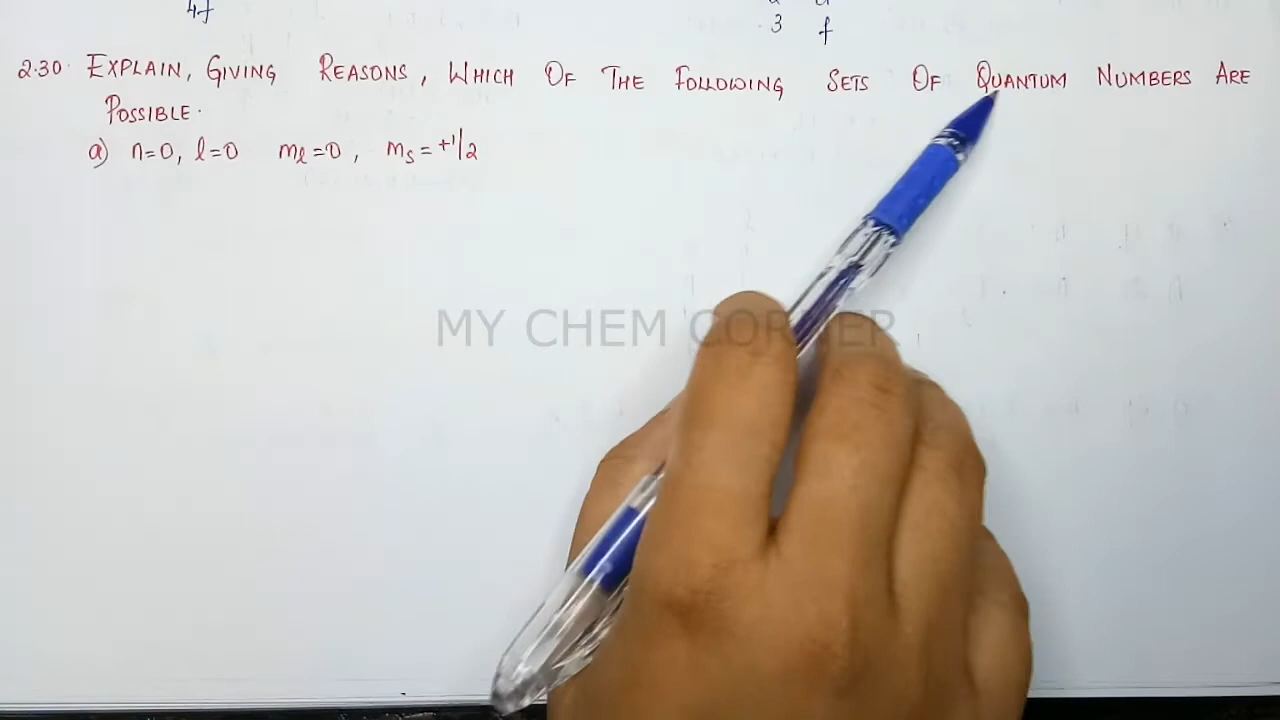 4f
3 f
2.30. EXPLAIN, GIVING REASONS, WHICH OF THE FOLLOWING SETS OF QUANTUM NUMBERS ARE
POSSIBLE.
a) n=0, l=0 ml=0, ms=+1/2
MY CHEM CORNER